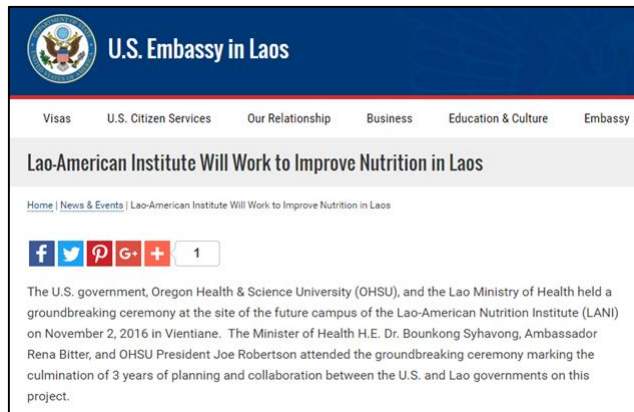 U.S. Embassy in Laos
Visas U.S. Citizen Services Our Relationship Business Education & Culture Embassy
Lao-American Institute Will Work to Improve Nutrition in Laos
Home | News & Events | Lao-American Institute Will Work to Improve Nutrition in Laos
f G+ + 1
The U.S. government, Oregon Health & Science University (OHSU), and the Lao Ministry of Health held a
groundbreaking ceremony at the site of the future campus of the Lao-American Nutrition Institute (LANI)
on November 2, 2016 in Vientiane. The Minister of Health H.E. Dr. Bounkong Syhavong, Ambassador
Rena Bitter, and OHSU President Joe Robertson attended the groundbreaking ceremony marking the
culmination of 3 years of planning and collaboration between the U.S. and Lao governments on this
project.